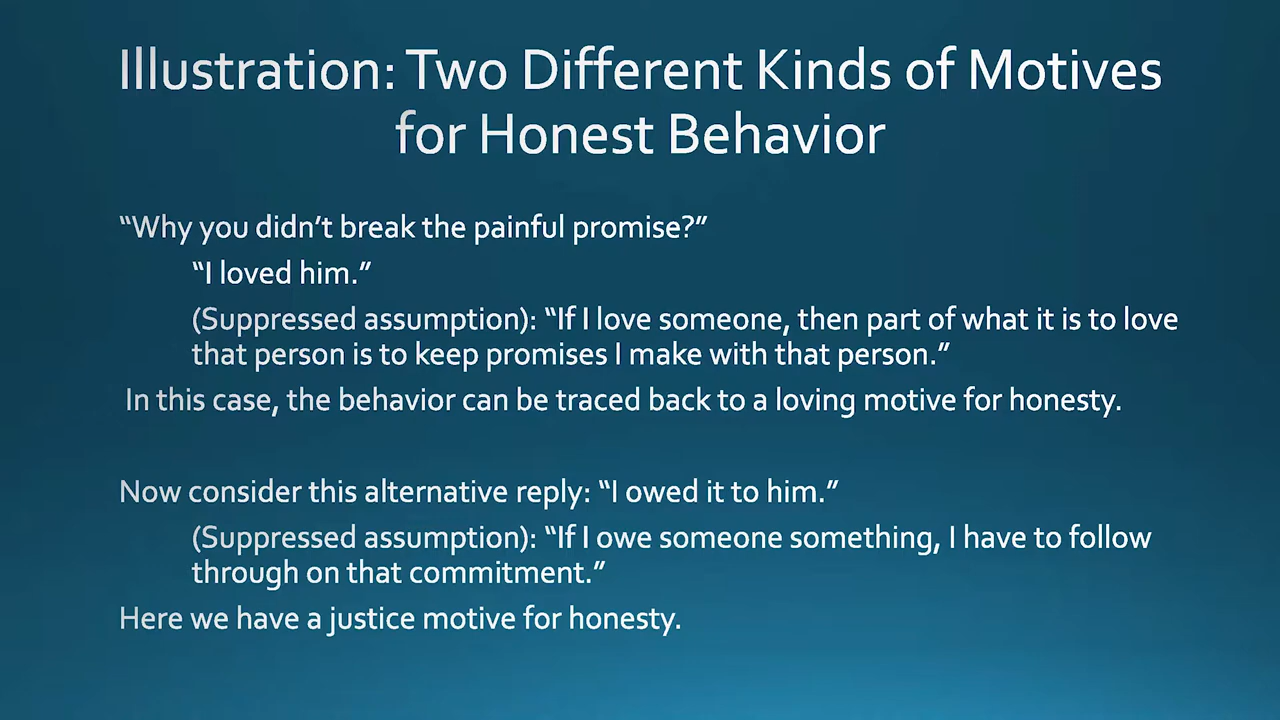 Illustration: Two Different Kinds of Motives
for Honest Behavior
“Why you didn’t break the painful promise?”
“I loved him.”
(Suppressed assumption): “If I love someone, then part of what it is to love
that person is to keep promises I make with that person.”
In this case, the behavior can be traced back to a loving motive for honesty.
Now consider this alternative reply: “I owed it to him.”
(Suppressed assumption): “If I owe someone something, I have to follow
through on that commitment.”
Here we have a justice motive for honesty.